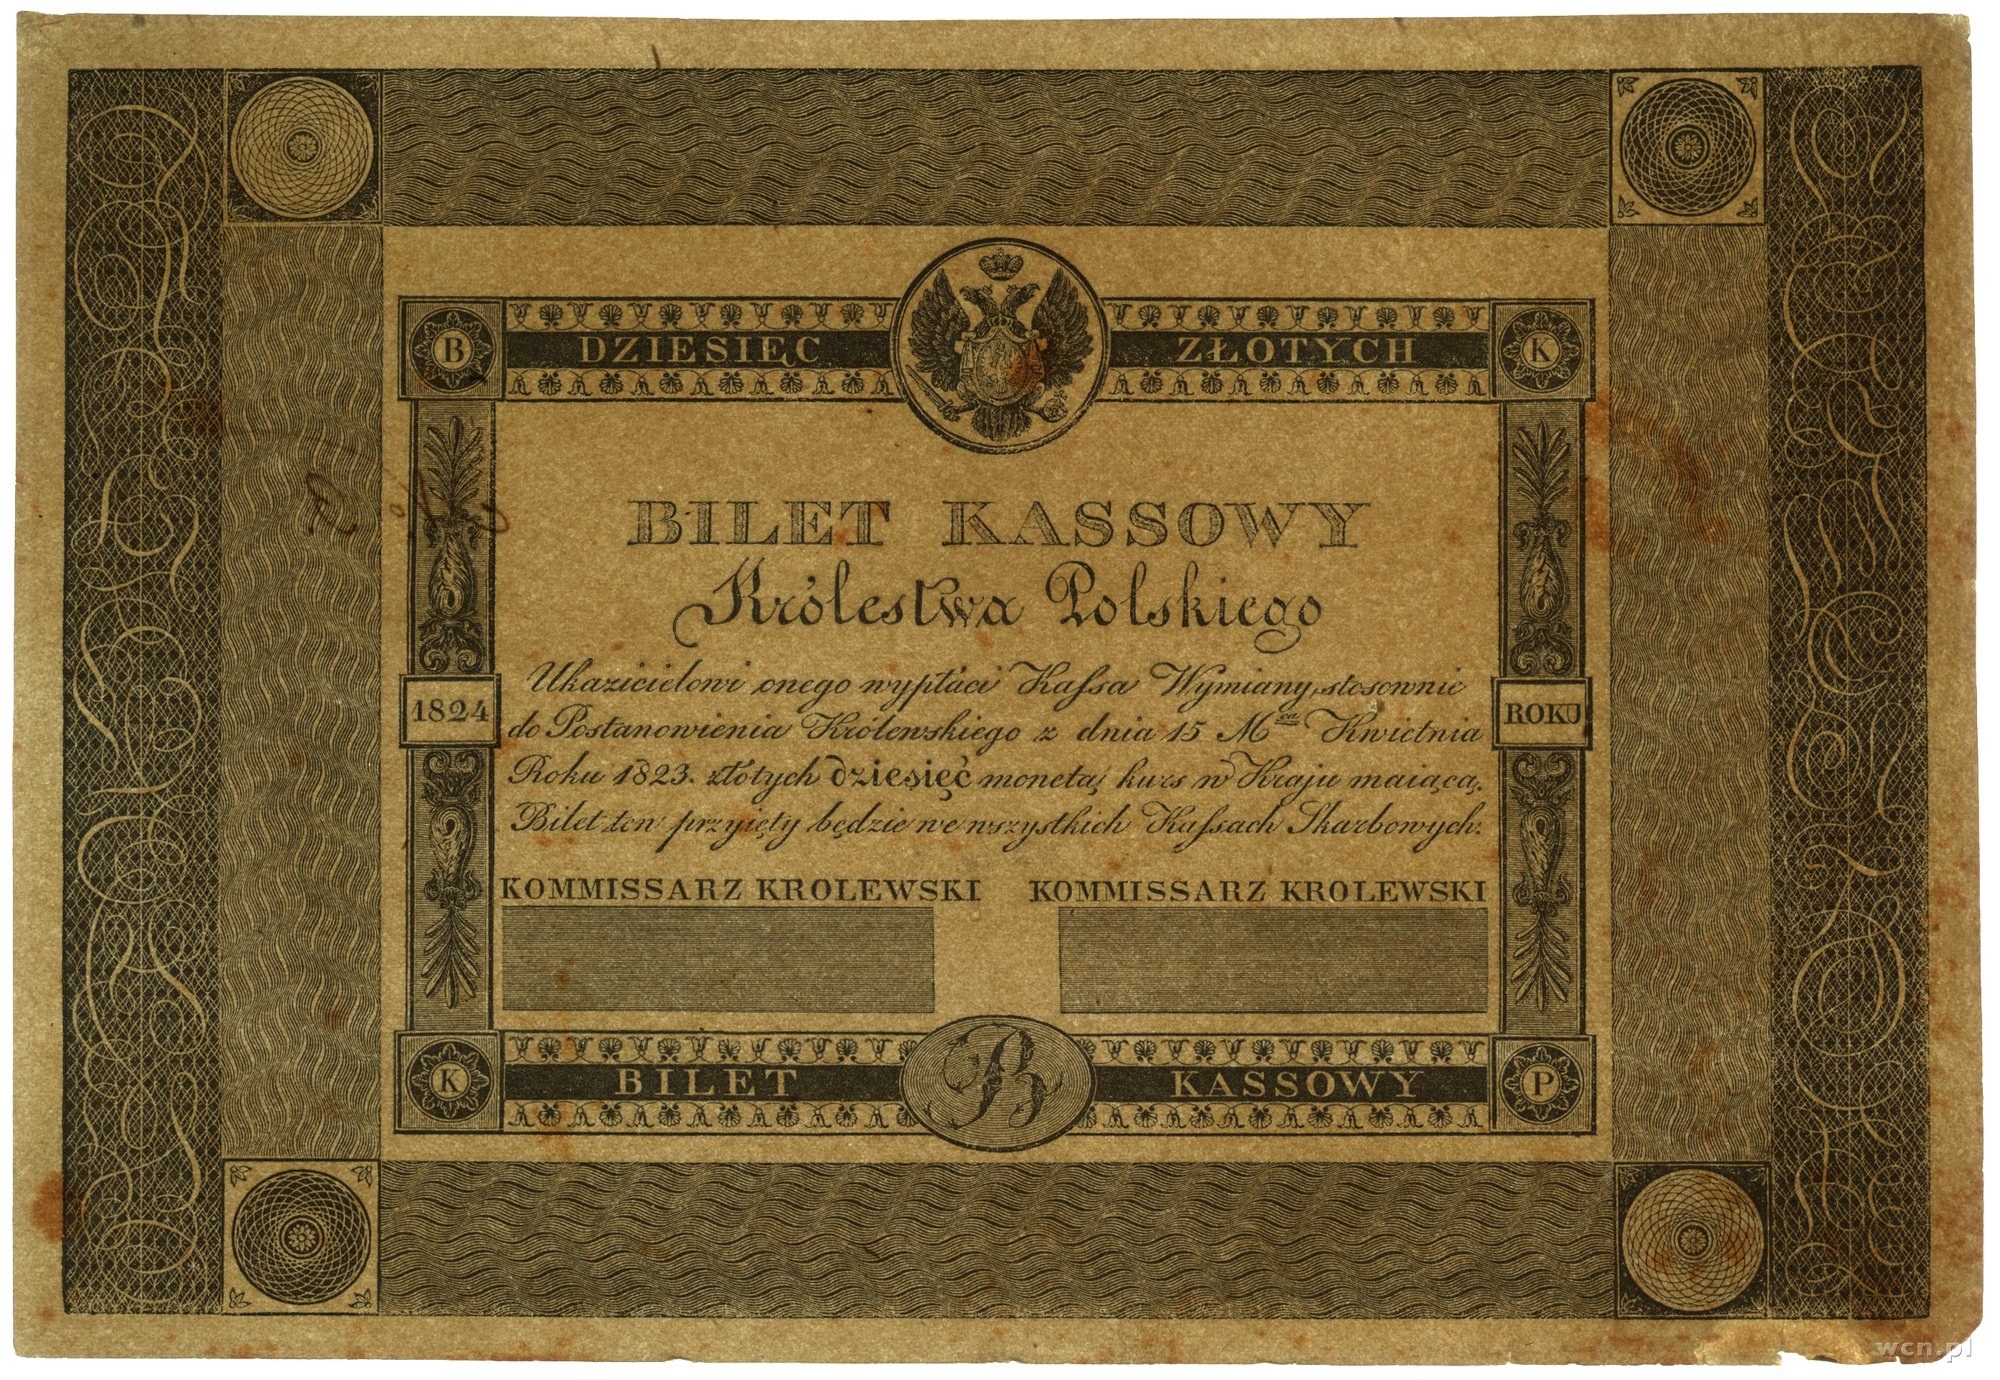 B DZIESIĘC ZŁOTYCH K
BILET KASSOWY
Królestwa Polskiego
Ukazicielowi onego wypłaci Kaſsa Wymiany, stosownie
do Postanowienia Królewskiego z dnia 15 Mca Kwietnia
Roku 1823. złotych dziesięć monetą kurs w Kraju maiącą.
Bilet ten przyięty będzie we wszystkich Kaſsach Skarbowych.
1824 ROKU
KOMMISSARZ KROLEWSKI KOMMISSARZ KROLEWSKI
K BILET B KASSOWY P
wcn.pl